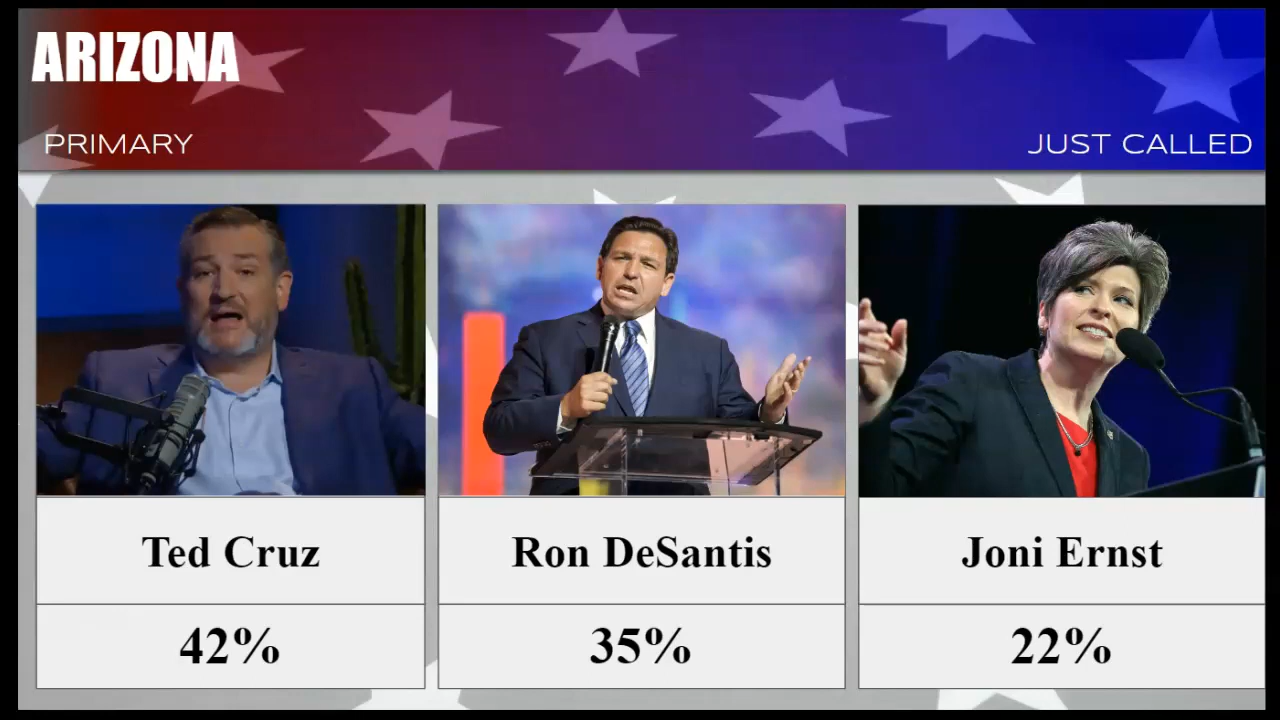 ARIZONA
PRIMARY
JUST CALLED
Ted Cruz
Ron DeSantis
Joni Ernst
42%
35%
22%